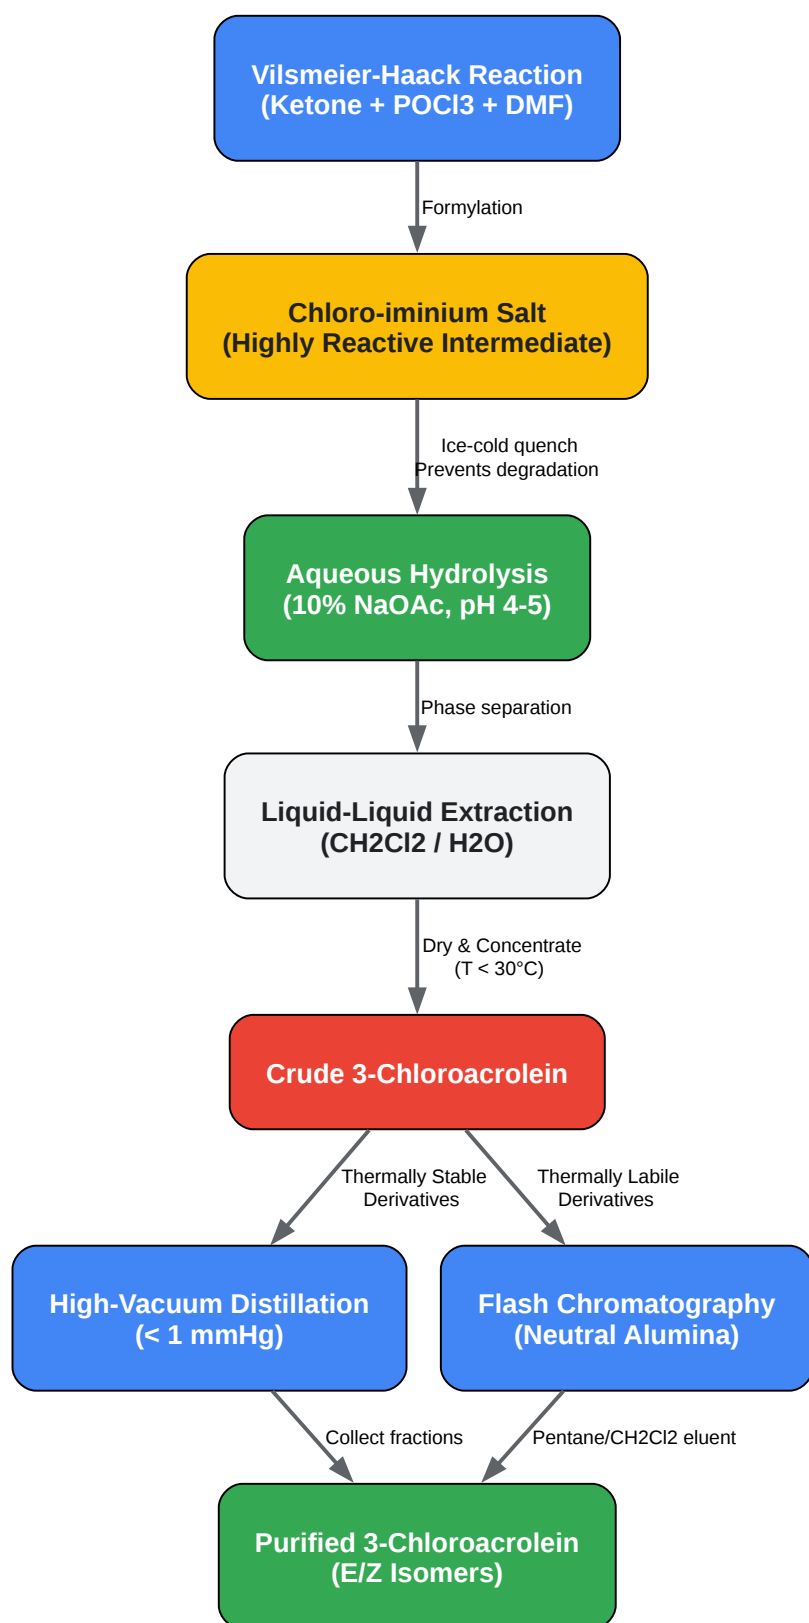 Vilsmeier-Haack Reaction
(Ketone + POCl3 + DMF)
Formylation
Chloro-iminium Salt
(Highly Reactive Intermediate)
Ice-cold quench
Prevents degradation
Aqueous Hydrolysis
(10% NaOAc, pH 4-5)
Phase separation
Liquid-Liquid Extraction
(CH2Cl2 / H2O)
Dry & Concentrate
(T < 30°C)
Crude 3-Chloroacrolein
Thermally Stable
Derivatives
Thermally Labile
Derivatives
High-Vacuum Distillation
(< 1 mmHg)
Flash Chromatography
(Neutral Alumina)
Collect fractions
Pentane/CH2Cl2 eluent
Purified 3-Chloroacrolein
(E/Z Isomers)